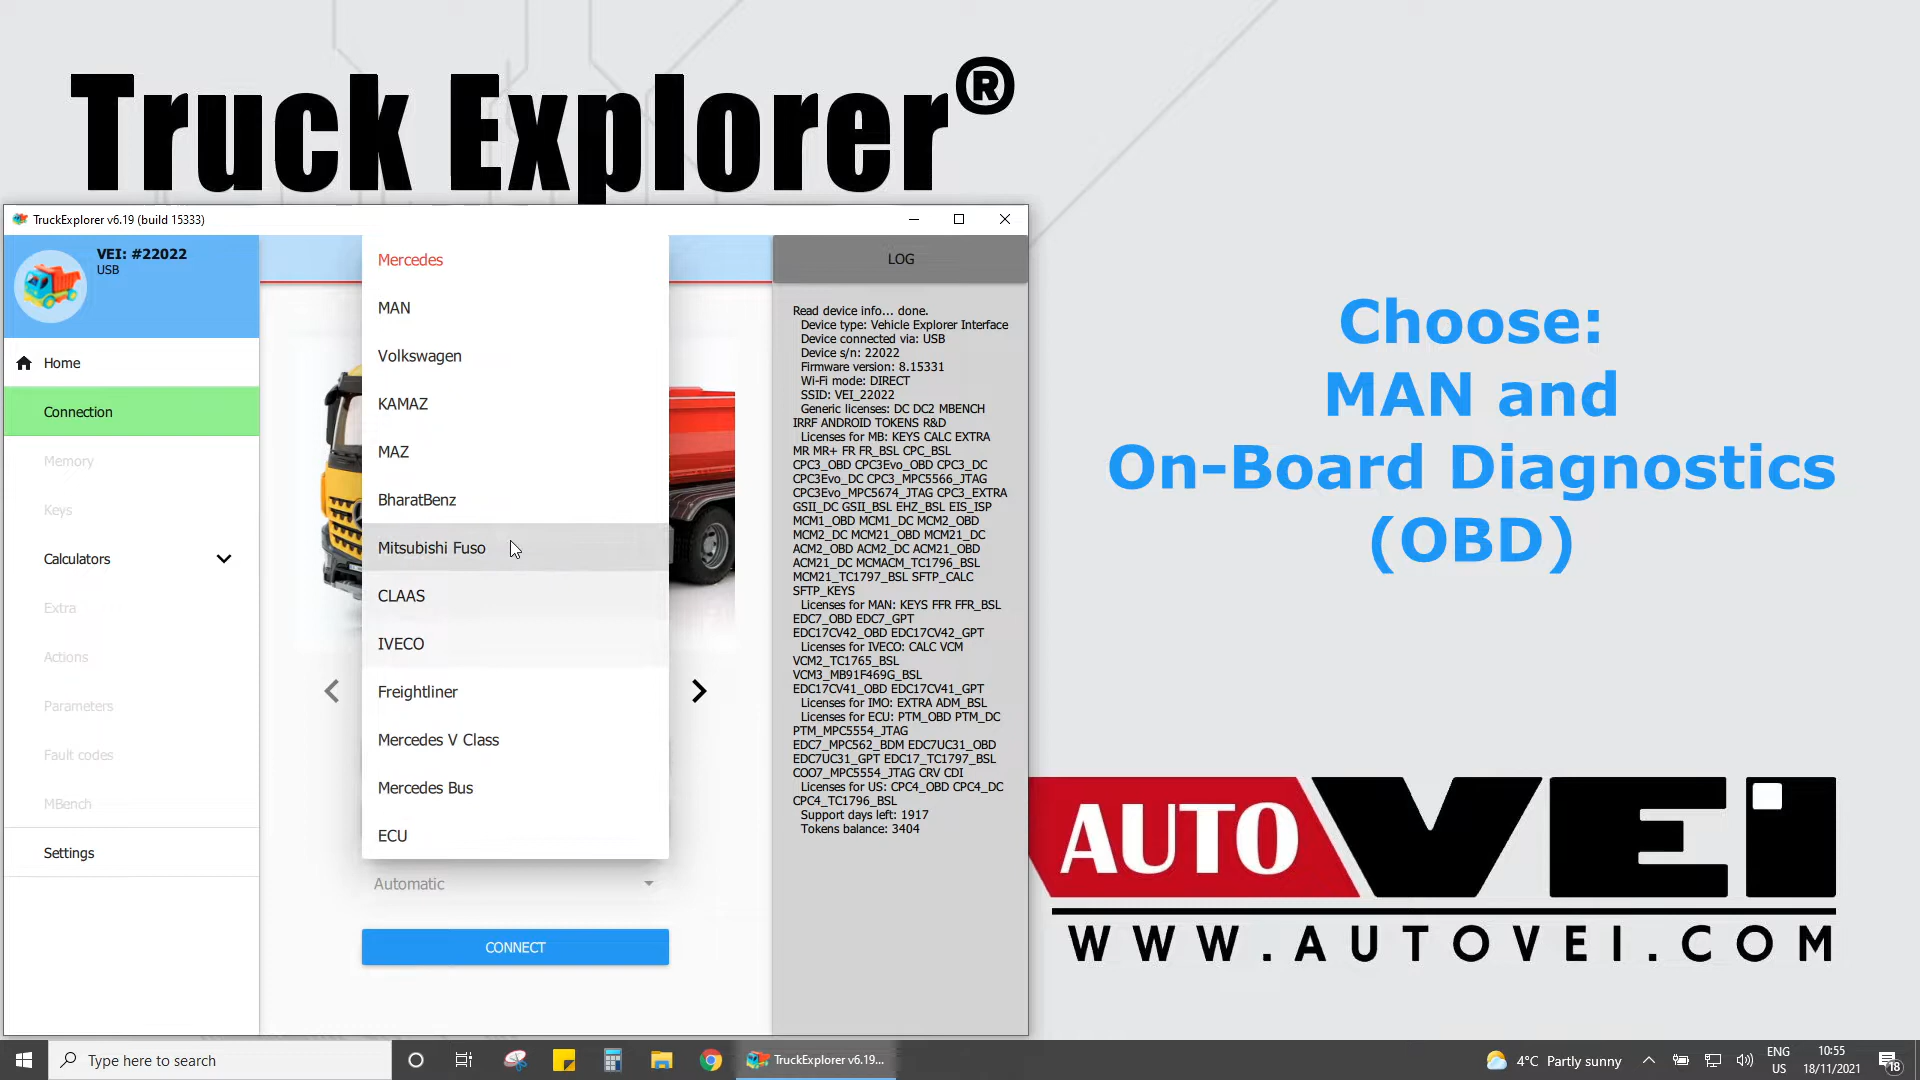 Truck Explorer®
TruckExplorer v6.19 (build 15333)
VEI: #22022
USB
Home
Connection
Memory
Keys
Calculators
Extra
Actions
Parameters
Fault codes
MBench
Settings
Mercedes
MAN
Volkswagen
KAMAZ
MAZ
BharatBenz
Mitsubishi Fuso
CLAAS
IVECO
Freightliner
Mercedes V Class
Mercedes Bus
ECU
Automatic
CONNECT
LOG
Read device info... done.
Device type: Vehicle Explorer Interface
Device connected via: USB
Device s/n: 22022
Firmware version: 8.15331
Wi-Fi mode: DIRECT
SSID: VEI_22022
Generic licenses: DC DC2 MBENCH
IRRF ANDROID TOKENS R&D
Licenses for MB: KEYS CALC EXTRA
MR MR+ FR FR_BSL CPC_BSL
CPC3_OBD CPC3Evo_OBD CPC3_DC
CPC3Evo_DC CPC3_MPC5566_JTAG
CPC3Evo_MPC5674_JTAG CPC3_EXTRA
GSII_DC GSII_BSL EHZ_BSL EIS_ISP
MCM1_OBD MCM1_DC MCM2_OBD
MCM2_DC MCM21_OBD MCM21_DC
ACM2_OBD ACM2_DC ACM21_OBD
ACM21_DC MCMACM_TC1796_BSL
MCM21_TC1797_BSL SFTP_CALC
SFTP_KEYS
Licenses for MAN: KEYS FFR FFR_BSL
EDC7_OBD EDC7_GPT
EDC17CV42_OBD EDC17CV42_GPT
Licenses for IVECO: CALC VCM
VCM2_TC1765_BSL
VCM3_MB91F469G_BSL
EDC17CV41_OBD EDC17CV41_GPT
Licenses for IMO: EXTRA ADM_BSL
Licenses for ECU: PTM_OBD PTM_DC
PTM_MPC5554_JTAG
EDC7_MPC562_BDM EDC7UC31_OBD
EDC7UC31_GPT EDC17_TC1797_BSL
COO7_MPC5554_JTAG CRV CDI
Licenses for US: CPC4_OBD CPC4_DC
CPC4_TC1796_BSL
Support days left: 1917
Tokens balance: 3404
Choose:
MAN and
On-Board Diagnostics
(OBD)
AUTO VEI
WWW.AUTOVEI.COM
Type here to search
TruckExplorer v6.19...
4°C Partly sunny
ENG
US
10:55
18/11/2021
18